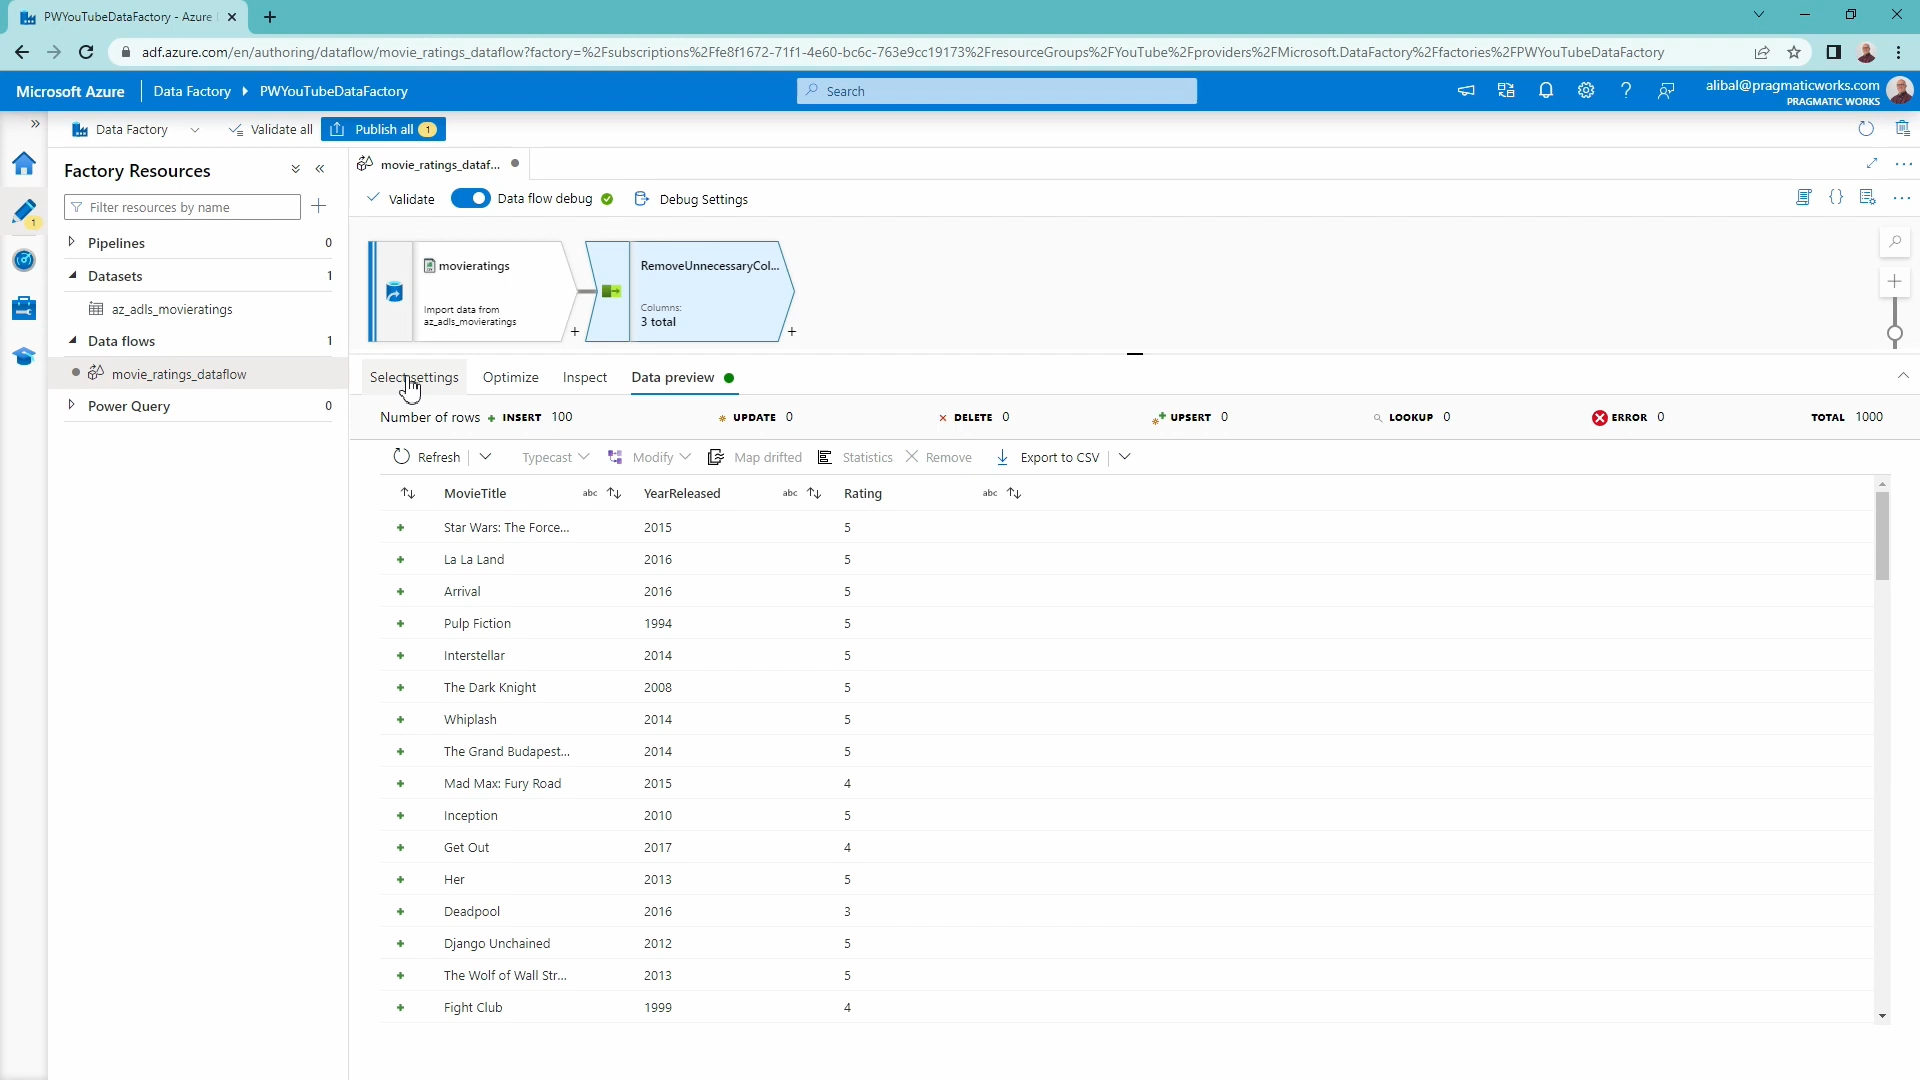 PWYouTubeDataFactory - Azure
adf.azure.com/en/authoring/dataflow/movie_ratings_dataflow?factory=%2Fsubscriptions%2Ffe8f1672-71f1-4e60-bc6c-763e9cc19173%2FresourceGroups%2FYouTube%2Fproviders%2FMicrosoft.DataFactory%2Ffactories%2FPWYouTubeDataFactory
Microsoft Azure Data Factory PWYouTubeDataFactory Search alibal@pragmaticworks.com
PRAGMATIC WORKS
Data Factory Validate all Publish all 1
Factory Resources
movie_ratings_dataf...
Filter resources by name
Validate Data flow debug Debug Settings
1
Pipelines 0
Datasets 1
az_adls_movieratings
Data flows 1
movie_ratings_dataflow
Power Query 0
movieratings
Import data from
az_adls_movieratings
RemoveUnnecessaryCol...
Columns:
3 total
Select settings Optimize Inspect Data preview
Number of rows INSERT 100 UPDATE 0 DELETE 0 UPSERT 0 LOOKUP 0 ERROR 0 TOTAL 1000
Refresh Typecast Modify Map drifted Statistics Remove Export to CSV
MovieTitle abc YearReleased abc Rating abc
Star Wars: The Force... 2015 5
La La Land 2016 5
Arrival 2016 5
Pulp Fiction 1994 5
Interstellar 2014 5
The Dark Knight 2008 5
Whiplash 2014 5
The Grand Budapest... 2014 5
Mad Max: Fury Road 2015 4
Inception 2010 5
Get Out 2017 4
Her 2013 5
Deadpool 2016 3
Django Unchained 2012 5
The Wolf of Wall Str... 2013 5
Fight Club 1999 4